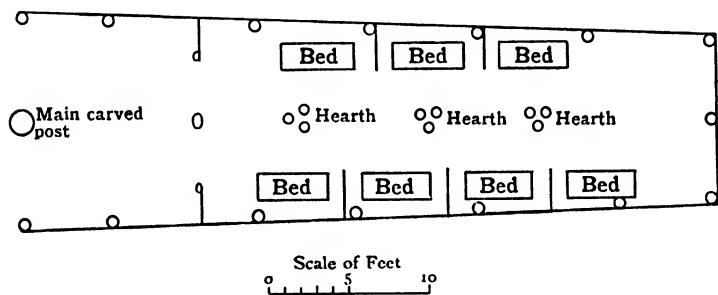 Bed Bed Bed
Main carved
post
Hearth Hearth Hearth
Bed Bed Bed Bed
Scale of Feet
0 5 10